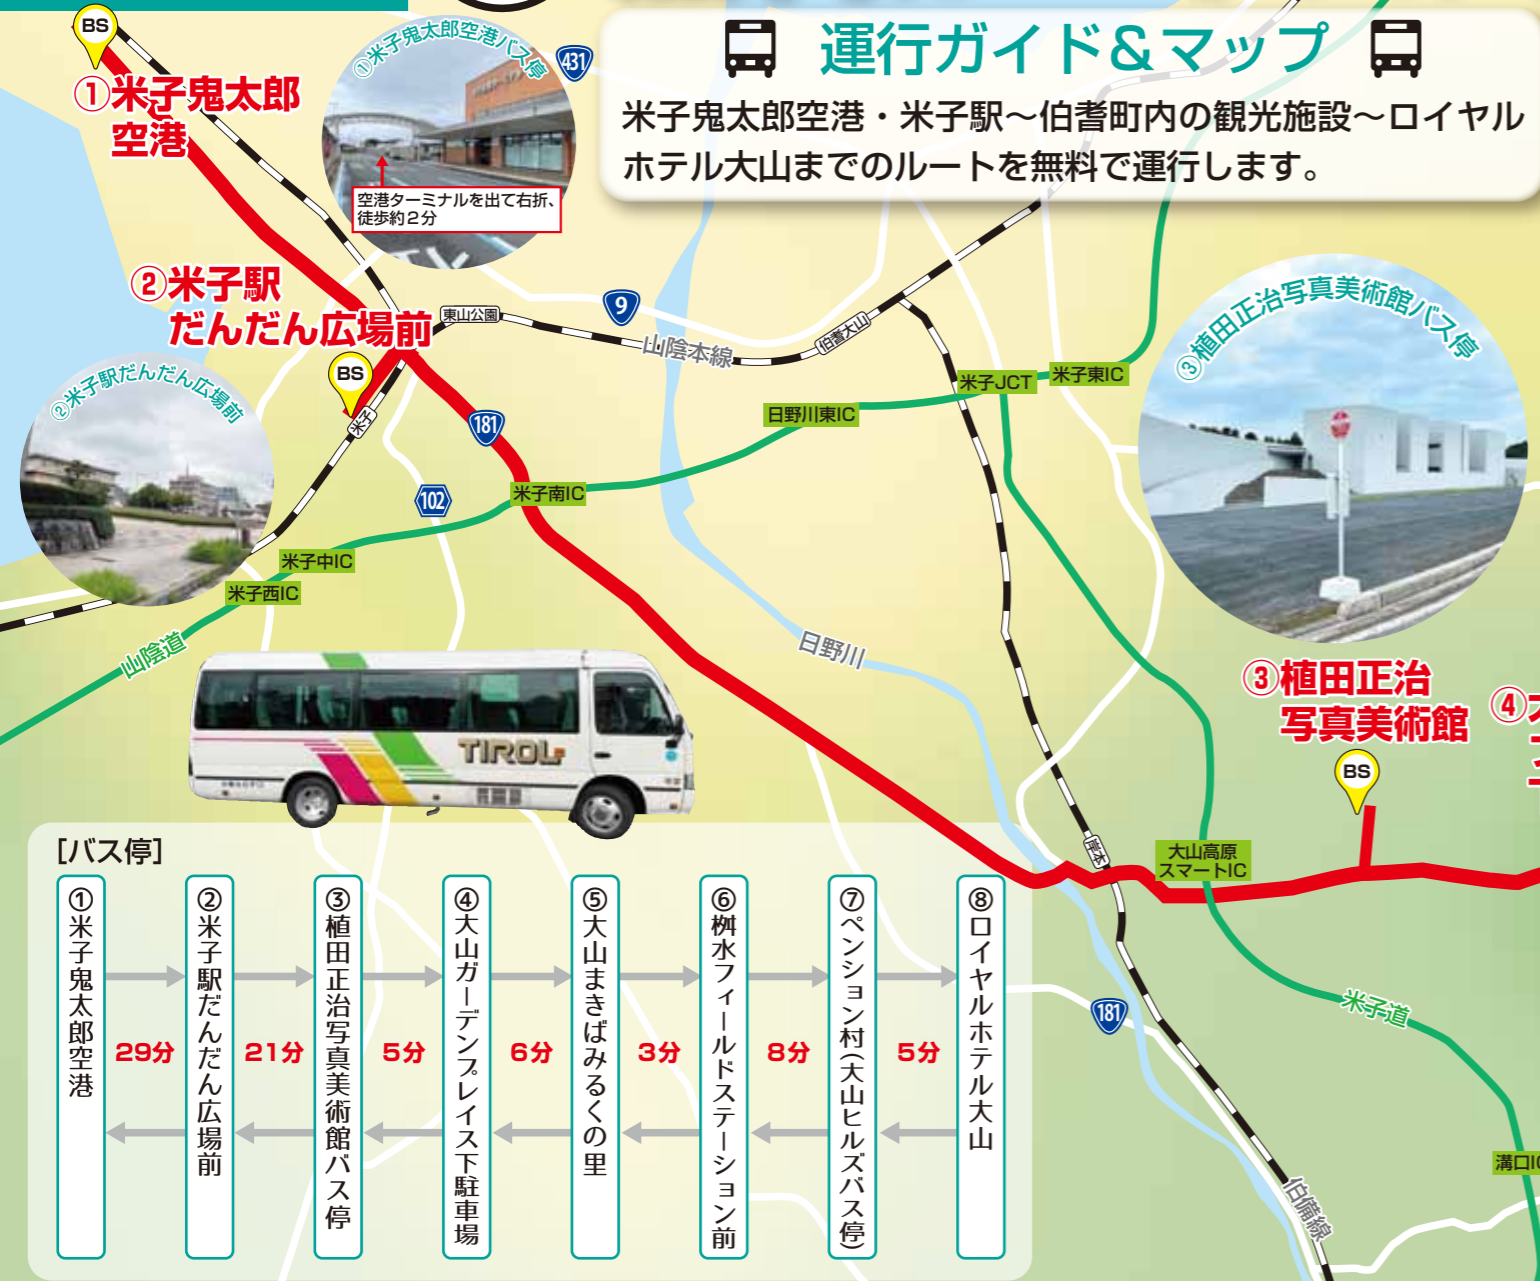 運行ガイド&マップ
米子鬼太郎空港・米子駅～伯耆町内の観光施設～ロイヤル
ホテル大山までのルートを無料で運行します。
BS
①米子鬼太郎
空港
①米子鬼太郎空港バス停
空港ターミナルを出て右折、
徒歩約2分
431
②米子駅
だんだん広場前
東山公園
9
山陰本線
伯耆大山
BS
米子
②米子駅だんだん広場前
181
102
米子JCT
米子東IC
日野川東IC
米子南IC
米子中IC
米子西IC
山陰道
日野川
③植田正治写真美術館バス停
③植田正治
写真美術館
④
BS
TIROL
岸本
大山高原
スマートIC
181
米子道
溝口IC
伯備線
[バス停]
①米子鬼太郎空港
29分
②米子駅だんだん広場前
21分
③植田正治写真美術館バス停
5分
④大山ガーデンプレイス下駐車場
6分
⑤大山まきばみるくの里
3分
⑥桝水フィールドステーション前
8分
⑦ペンション村(大山ヒルズバス停)
5分
⑧ロイヤルホテル大山